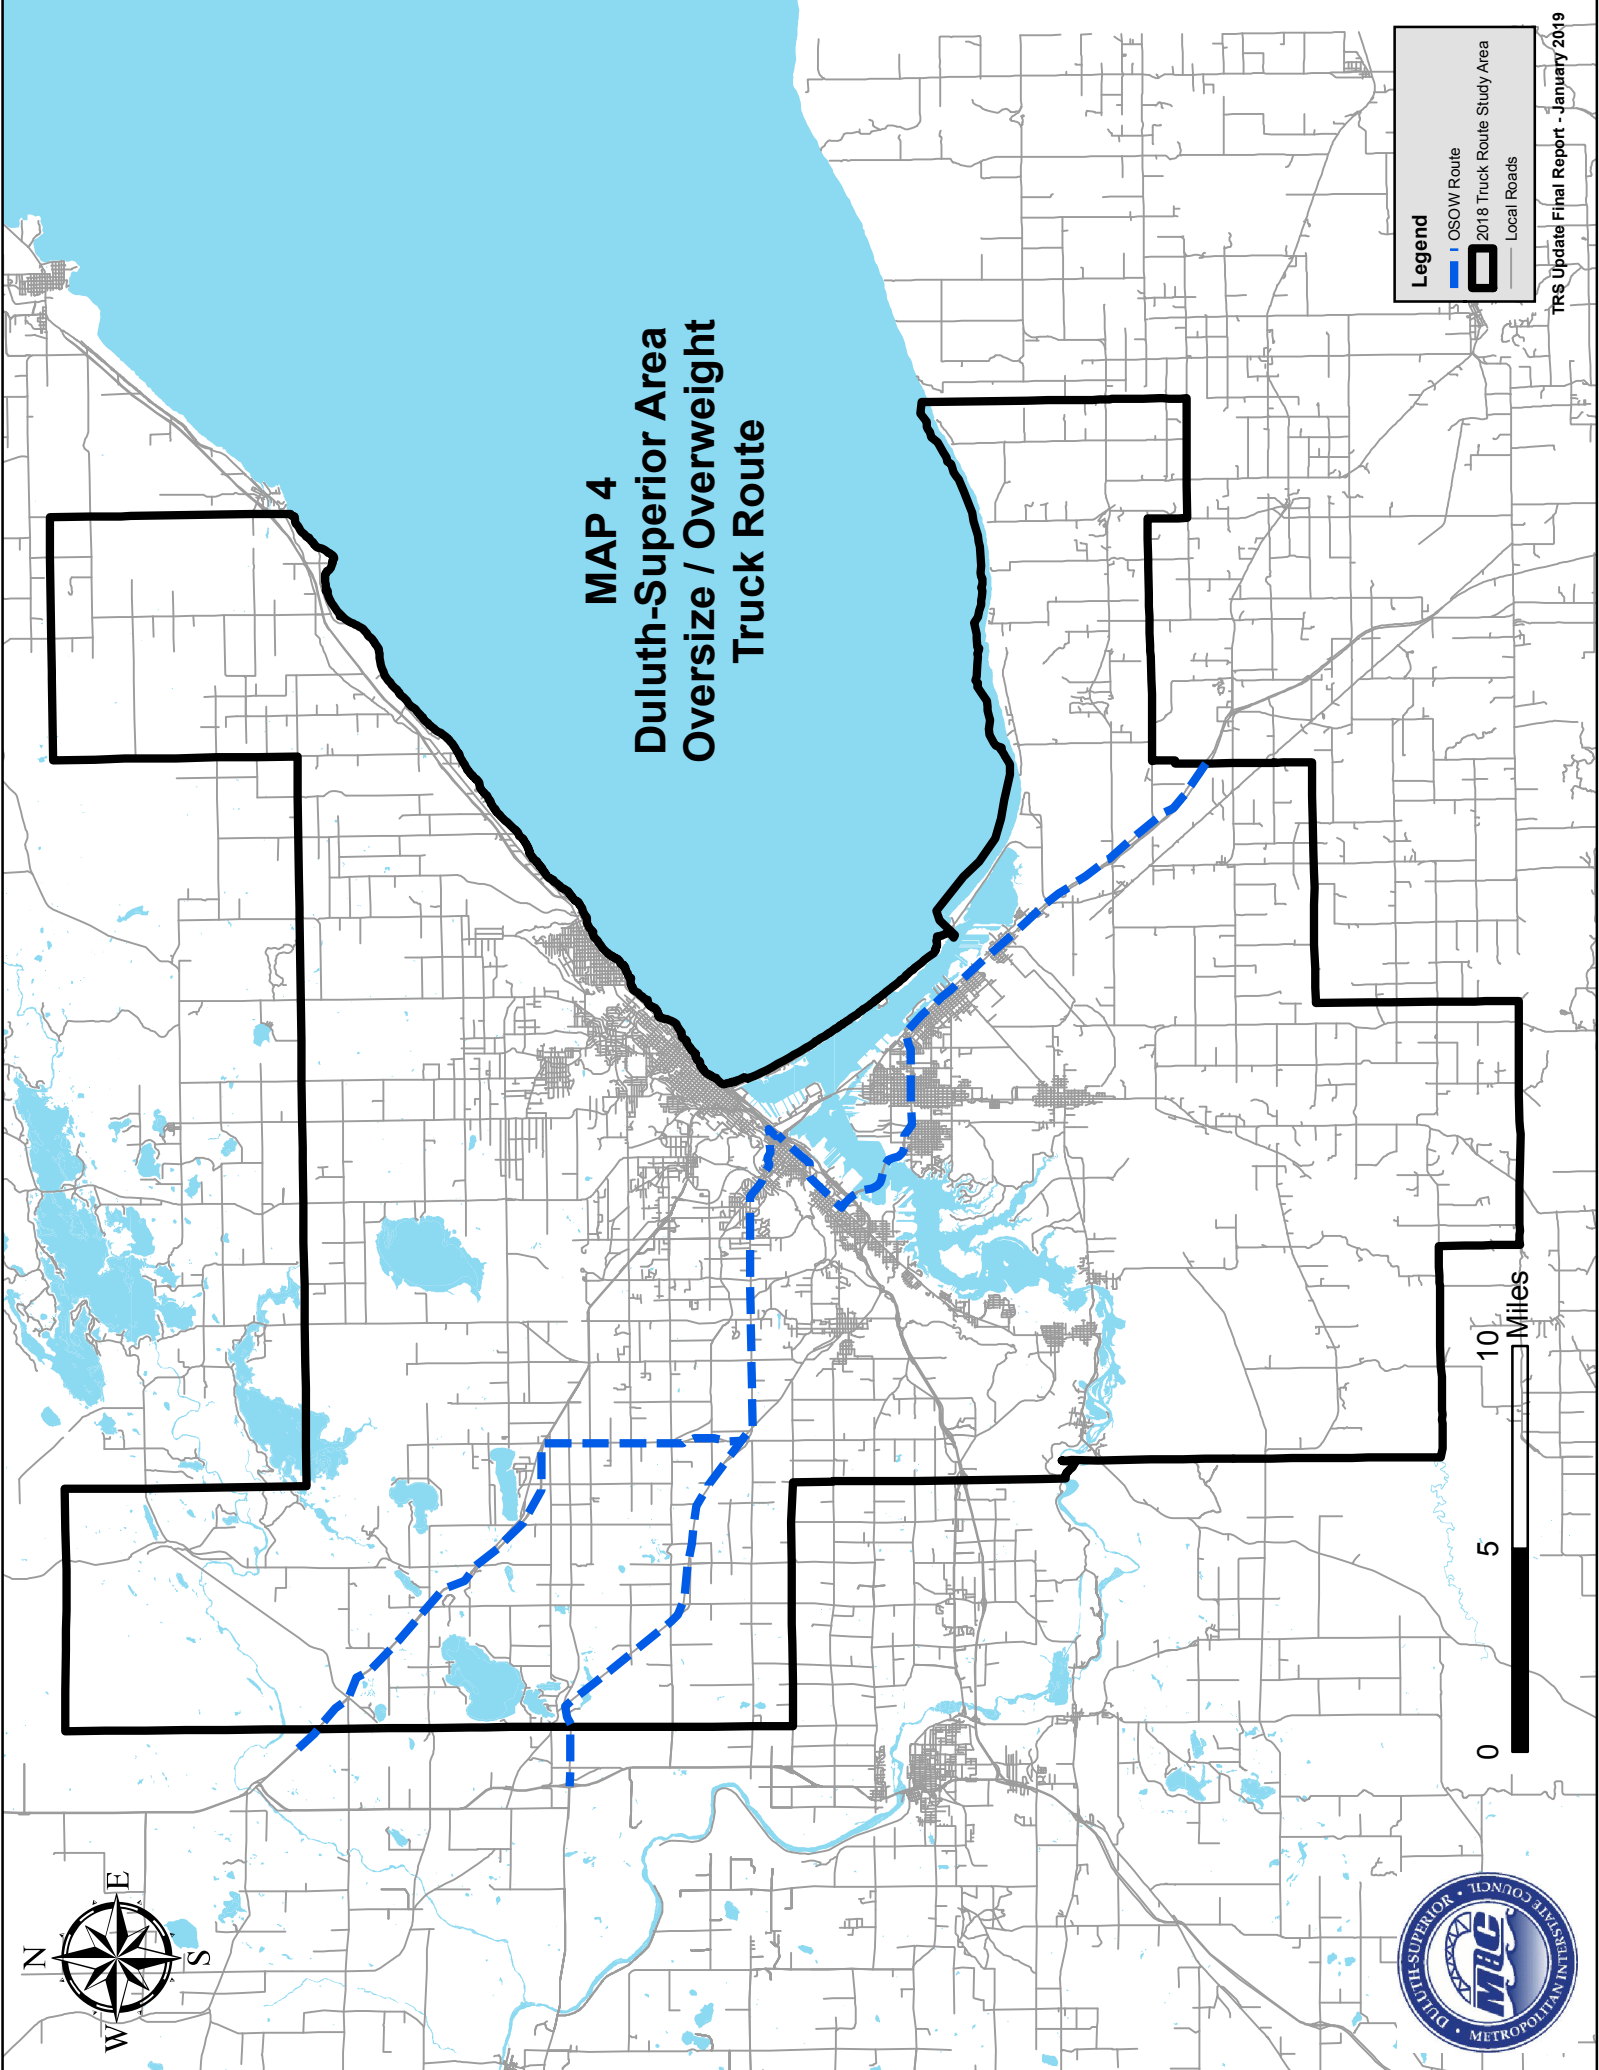 MAP 4
Duluth-Superior Area
Oversize / Overweight
Truck Route
Legend
OSOW Route
2018 Truck Route Study Area
Local Roads
TRS Update Final Report - January 2019
N
W
E
S
0
5
10
Miles
DULUTH-SUPERIOR • METROPOLITAN INTERSTATE COUNCIL •
MIC